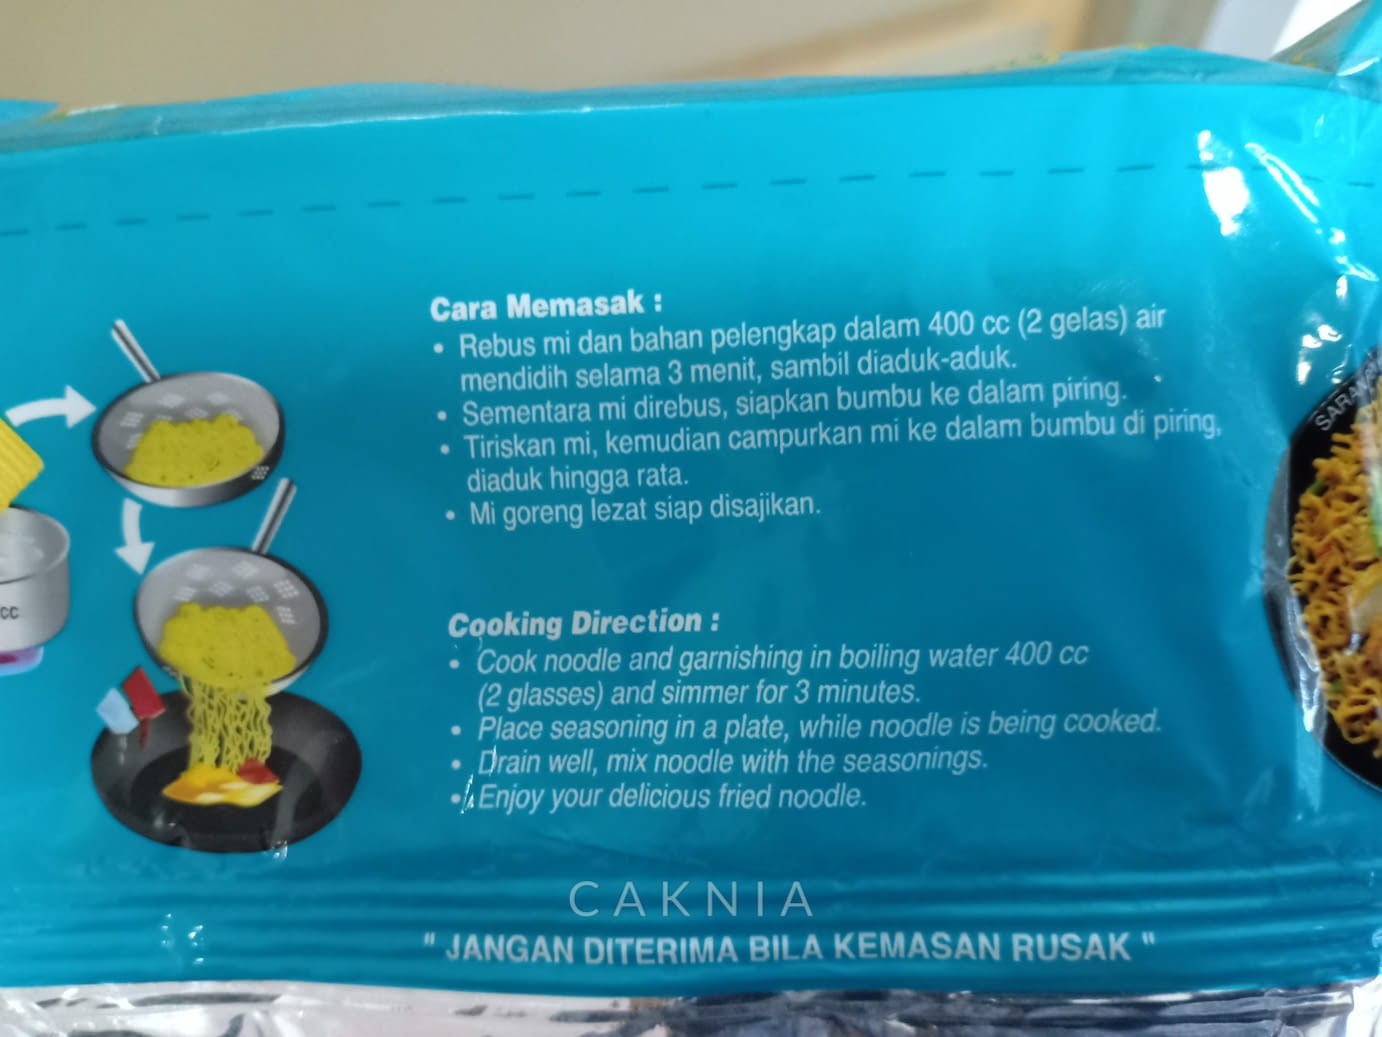 Cara Memasak :
• Rebus mi dan bahan pelengkap dalam 400 cc (2 gelas) air
mendidih selama 3 menit, sambil diaduk-aduk.
• Sementara mi direbus, siapkan bumbu ke dalam piring.
• Tiriskan mi, kemudian campurkan mi ke dalam bumbu di piring,
diaduk hingga rata.
• Mi goreng lezat siap disajikan.
cc
Cooking Direction :
• Cook noodle and garnishing in boiling water 400 cc
(2 glasses) and simmer for 3 minutes.
• Place seasoning in a plate, while noodle is being cooked.
• Drain well, mix noodle with the seasonings.
• Enjoy your delicious fried noodle.
CAKNIA
" JANGAN DITERIMA BILA KEMASAN RUSAK "